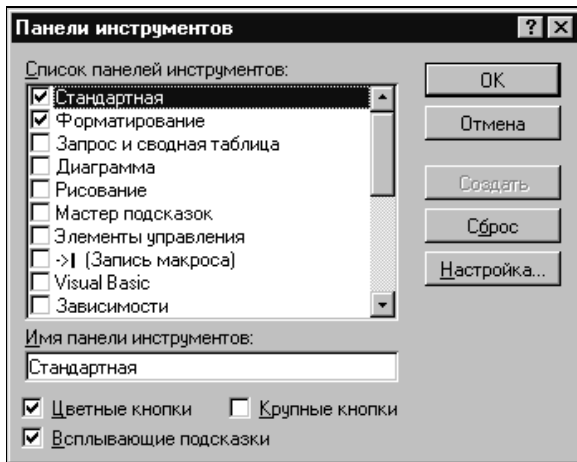 Панели инструментов
Список панелей инструментов:
Стандартная
Форматирование
Запрос и сводная таблица
Диаграмма
Рисование
Мастер подсказок
Элементы управления
->| (Запись макроса)
Visual Basic
Зависимости
Имя панели инструментов:
Стандартная
Цветные кнопки Крупные кнопки
Всплывающие подсказки
OK
Отмена
Создать
Сброс
Настройка...